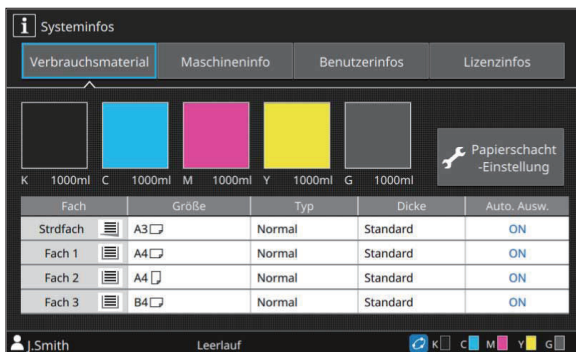 i Systeminfos
Verbrauchsmaterial Maschineninfo Benutzerinfos Lizenzinfos
K 1000ml C 1000ml M 1000ml Y 1000ml G 1000ml
Papierschacht
-Einstellung
Fach Größe Typ Dicke Auto. Ausw.
Strdfach A3 Normal Standard ON
Fach 1 A4 Normal Standard ON
Fach 2 A4 Normal Standard ON
Fach 3 B4 Normal Standard ON
J.Smith Leerlauf K C M Y G